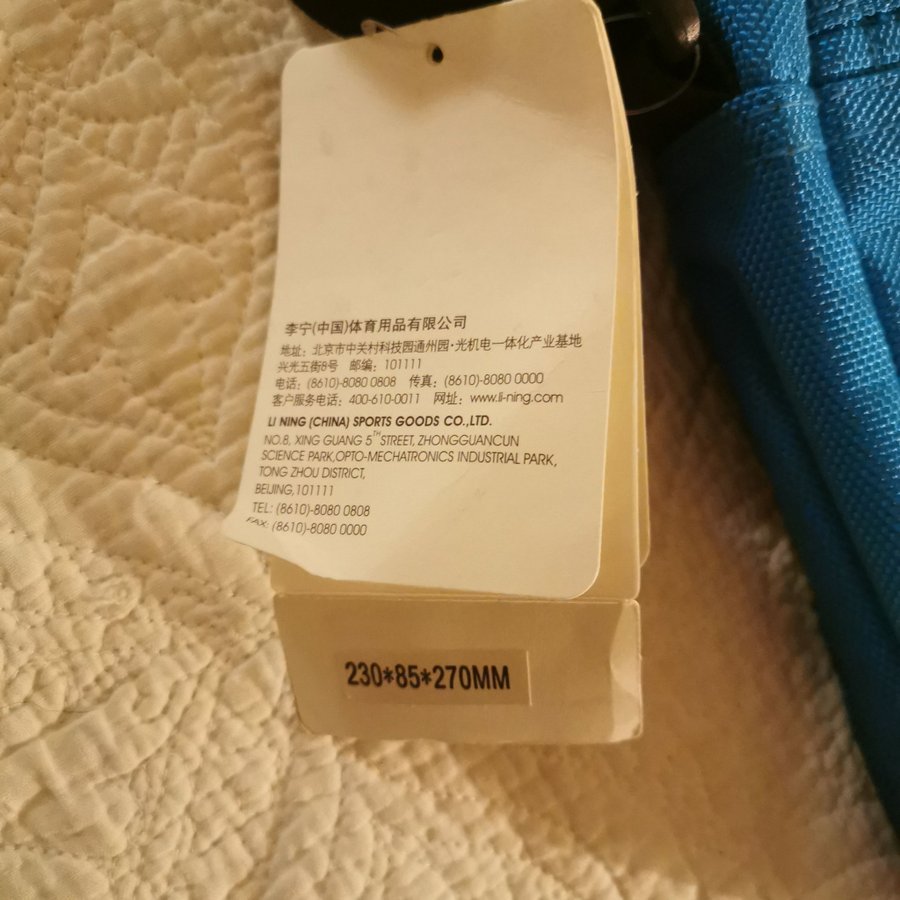 李宁(中国)体育用品有限公司
地址：北京市中关村科技园通州园·光机电一体化产业基地
兴光五街8号 邮编：101111
电话：(8610)-8080 0808 传真：(8610)-8080 0000
客户服务电话：400-610-0011 网址：www.li-ning.com
LI NING (CHINA) SPORTS GOODS CO.,LTD.
NO.8, XING GUANG 5TH STREET, ZHONGGUANCUN
SCIENCE PARK,OPTO-MECHATRONICS INDUSTRIAL PARK,
TONG ZHOU DISTRICT,
BEIJING,101111
TEL: (8610)-8080 0808
FAX: (8610)-8080 0000
230*85*270MM